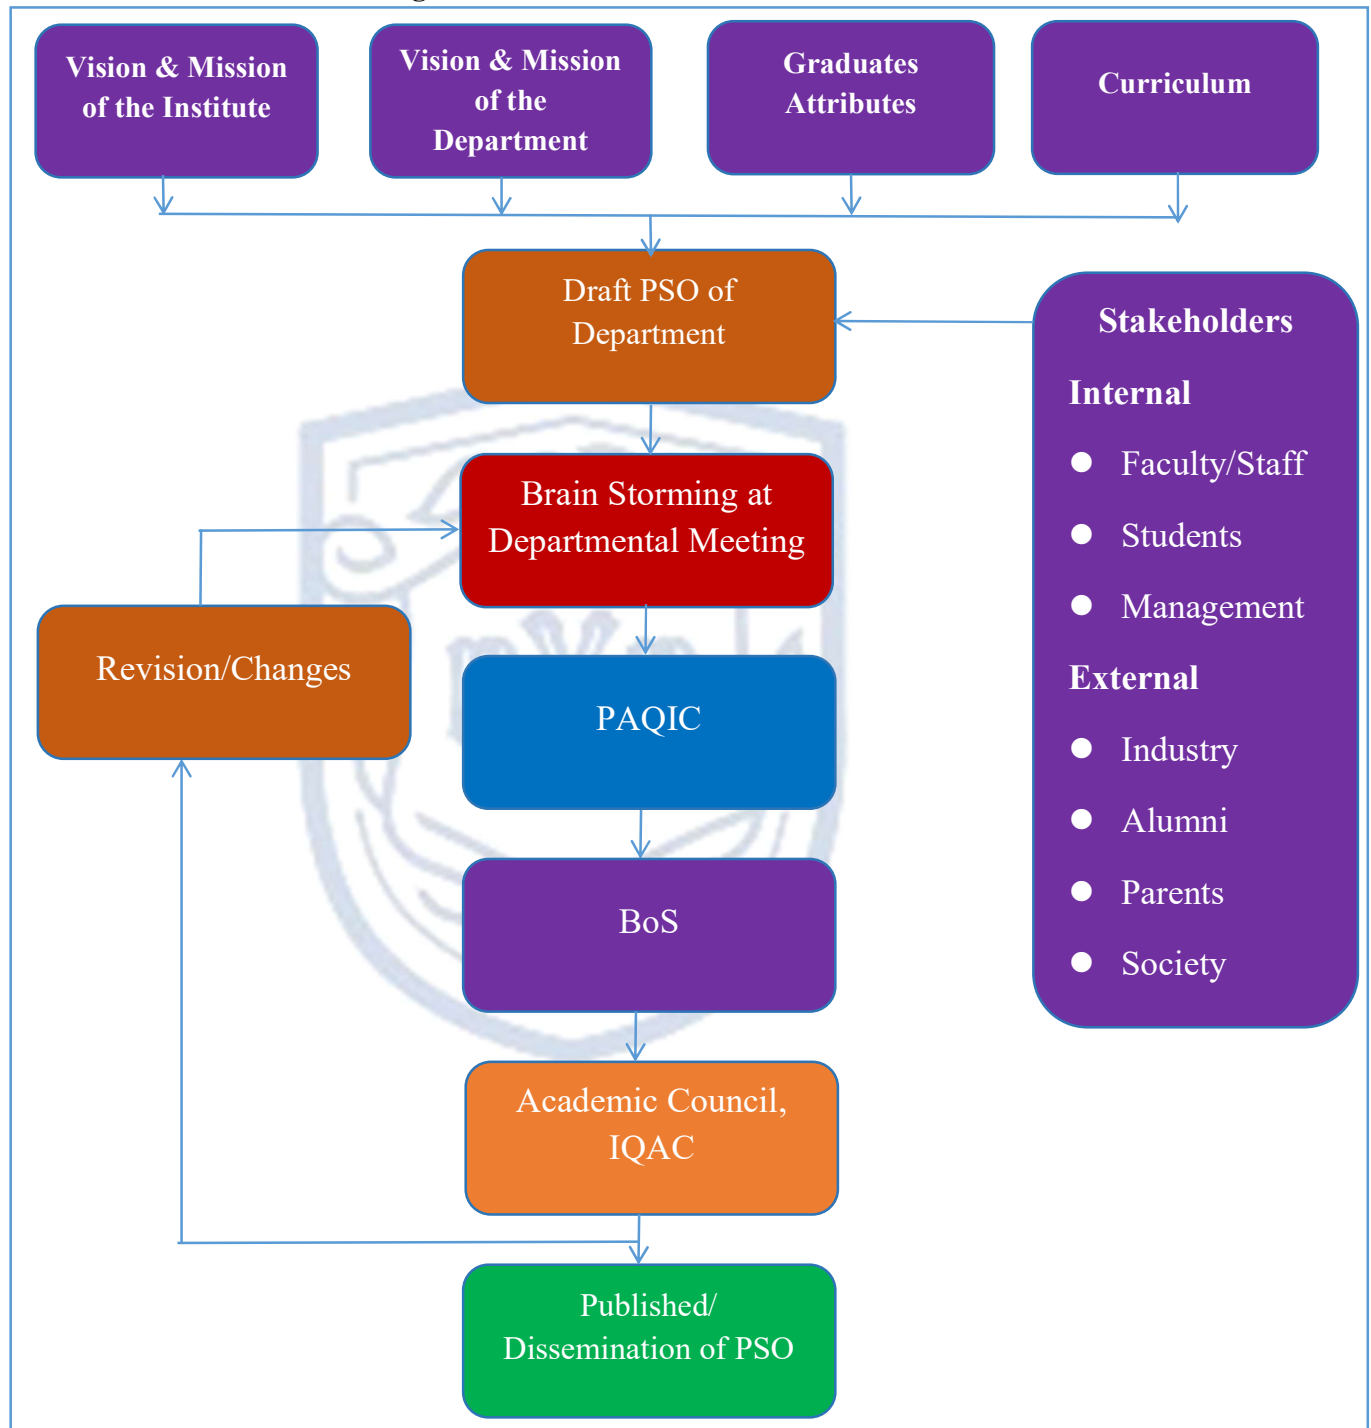 Vision & Mission
of the Institute
Vision & Mission
of the
Department
Graduates
Attributes
Curriculum
Draft PSO of
Department
Stakeholders
Internal
● Faculty/Staff
● Students
● Management
External
● Industry
● Alumni
● Parents
● Society
Brain Storming at
Departmental Meeting
Revision/Changes
PAQIC
BoS
Academic Council,
IQAC
Published/
Dissemination of PSO